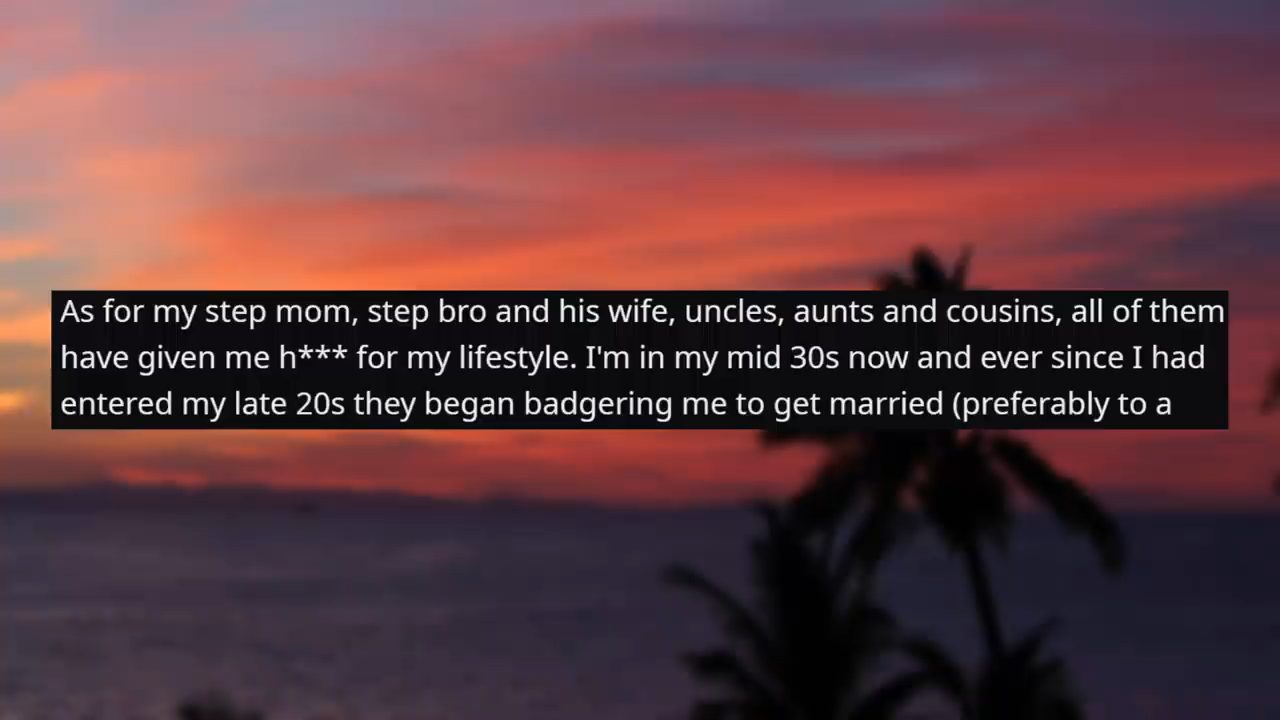 As for my step mom, step bro and his wife, uncles, aunts and cousins, all of them
have given me h*** for my lifestyle. I'm in my mid 30s now and ever since I had
entered my late 20s they began badgering me to get married (preferably to a